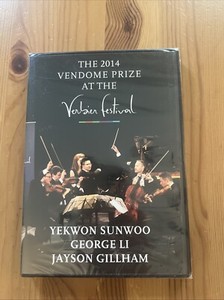 THE 2014
VENDOME PRIZE
AT THE
Verbier Festival
YEKWON SUNWOO
GEORGE LI
JAYSON GILLHAM